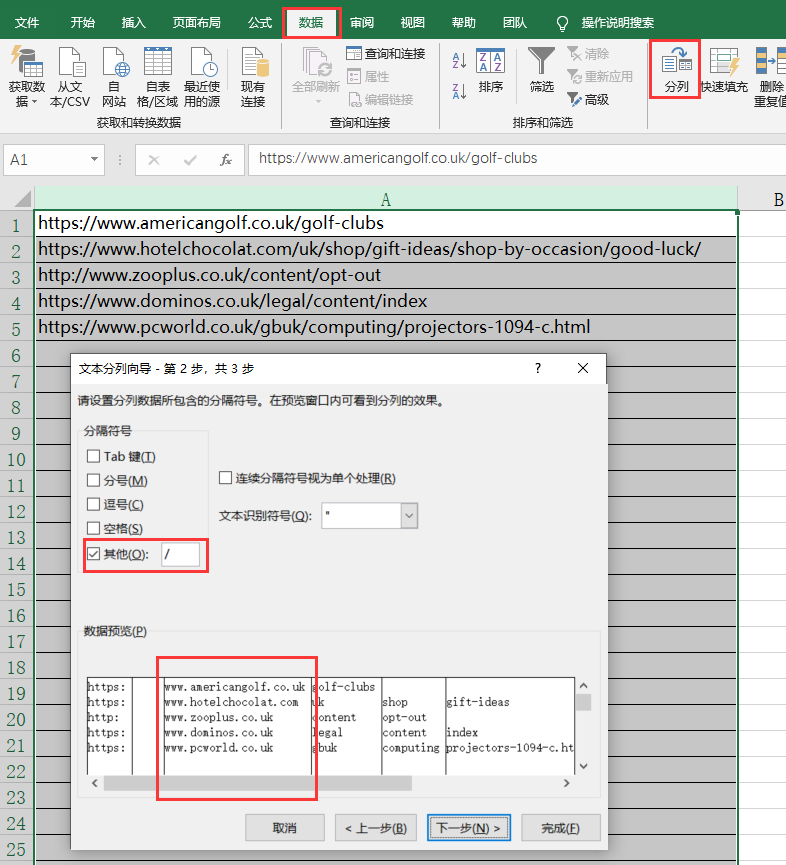 文件 开始 插入 页面布局 公式 数据 审阅 视图 帮助 团队 操作说明搜索
获取数据 从文本/CSV 自网站 自表格/区域 最近使用的源 现有连接
获取和转换数据
全部刷新 查询和连接
属性
编辑链接
查询和连接
排序 筛选 清除
重新应用
高级
排序和筛选
分列 快速填充 删除重复值
A1 fx https://www.americangolf.co.uk/golf-clubs
A B
1 https://www.americangolf.co.uk/golf-clubs
2 https://www.hotelchocolat.com/uk/shop/gift-ideas/shop-by-occasion/good-luck/
3 http://www.zooplus.co.uk/content/opt-out
4 https://www.dominos.co.uk/legal/content/index
5 https://www.pcworld.co.uk/gbuk/computing/projectors-1094-c.html
6
7
8
9
10
11
12
13
14
15
16
17
18
19
20
21
22
23
24
25
文本分列向导 - 第 2 步，共 3 步 ?
请设置分列数据所包含的分隔符号。在预览窗口内可看到分列的效果。
分隔符号
Tab 键(T)
分号(M)
逗号(C)
空格(S)
其他(O): /
连续分隔符号视为单个处理(R)
文本识别符号(Q): "
数据预览(P)
https: www.americangolf.co.uk golf-clubs
https: www.hotelchocolat.com uk shop gift-ideas
http: www.zooplus.co.uk content opt-out
https: www.dominos.co.uk legal content index
https: www.pcworld.co.uk gbuk computing projectors-1094-c.ht
取消 < 上一步(B) 下一步(N) > 完成(F)